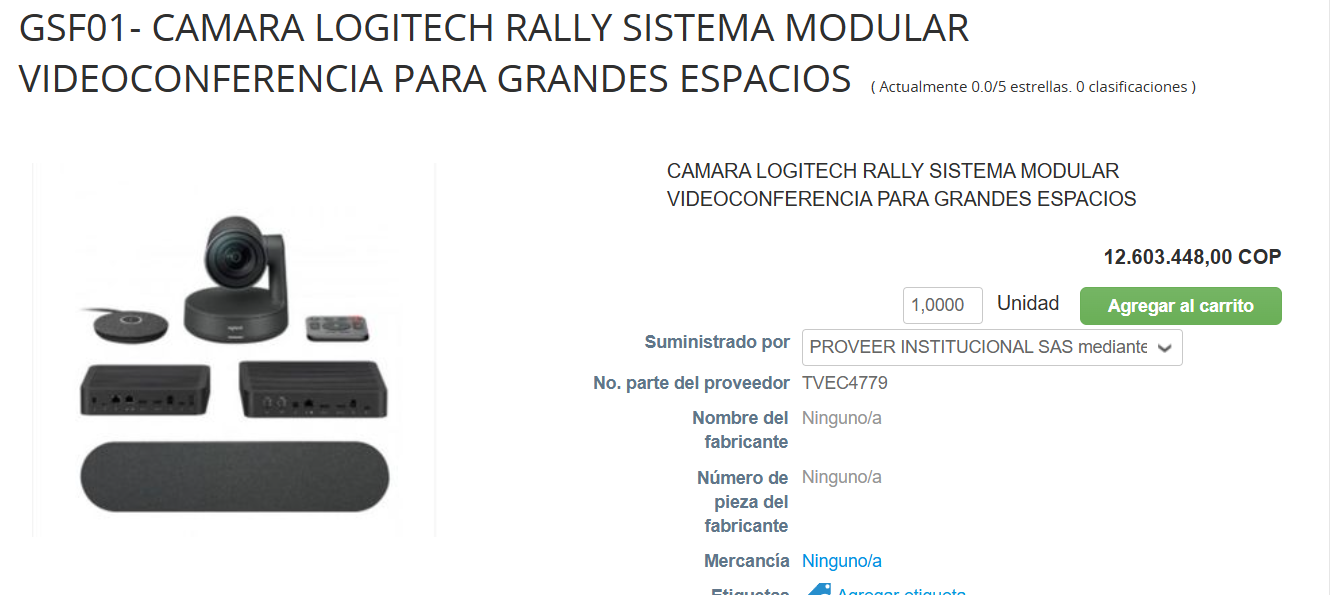 GSF01- CAMARA LOGITECH RALLY SISTEMA MODULAR
VIDEOCONFERENCIA PARA GRANDES ESPACIOS ( Actualmente 0.0/5 estrellas. 0 clasificaciones )
CAMARA LOGITECH RALLY SISTEMA MODULAR
VIDEOCONFERENCIA PARA GRANDES ESPACIOS
12.603.448,00 COP
1,0000 Unidad Agregar al carrito
Suministrado por PROVEER INSTITUCIONAL SAS mediante
No. parte del proveedor TVEC4779
Nombre del Ninguno/a
fabricante
Número de Ninguno/a
pieza del
fabricante
Mercancía Ninguno/a
Etiquetas Agregar etiqueta